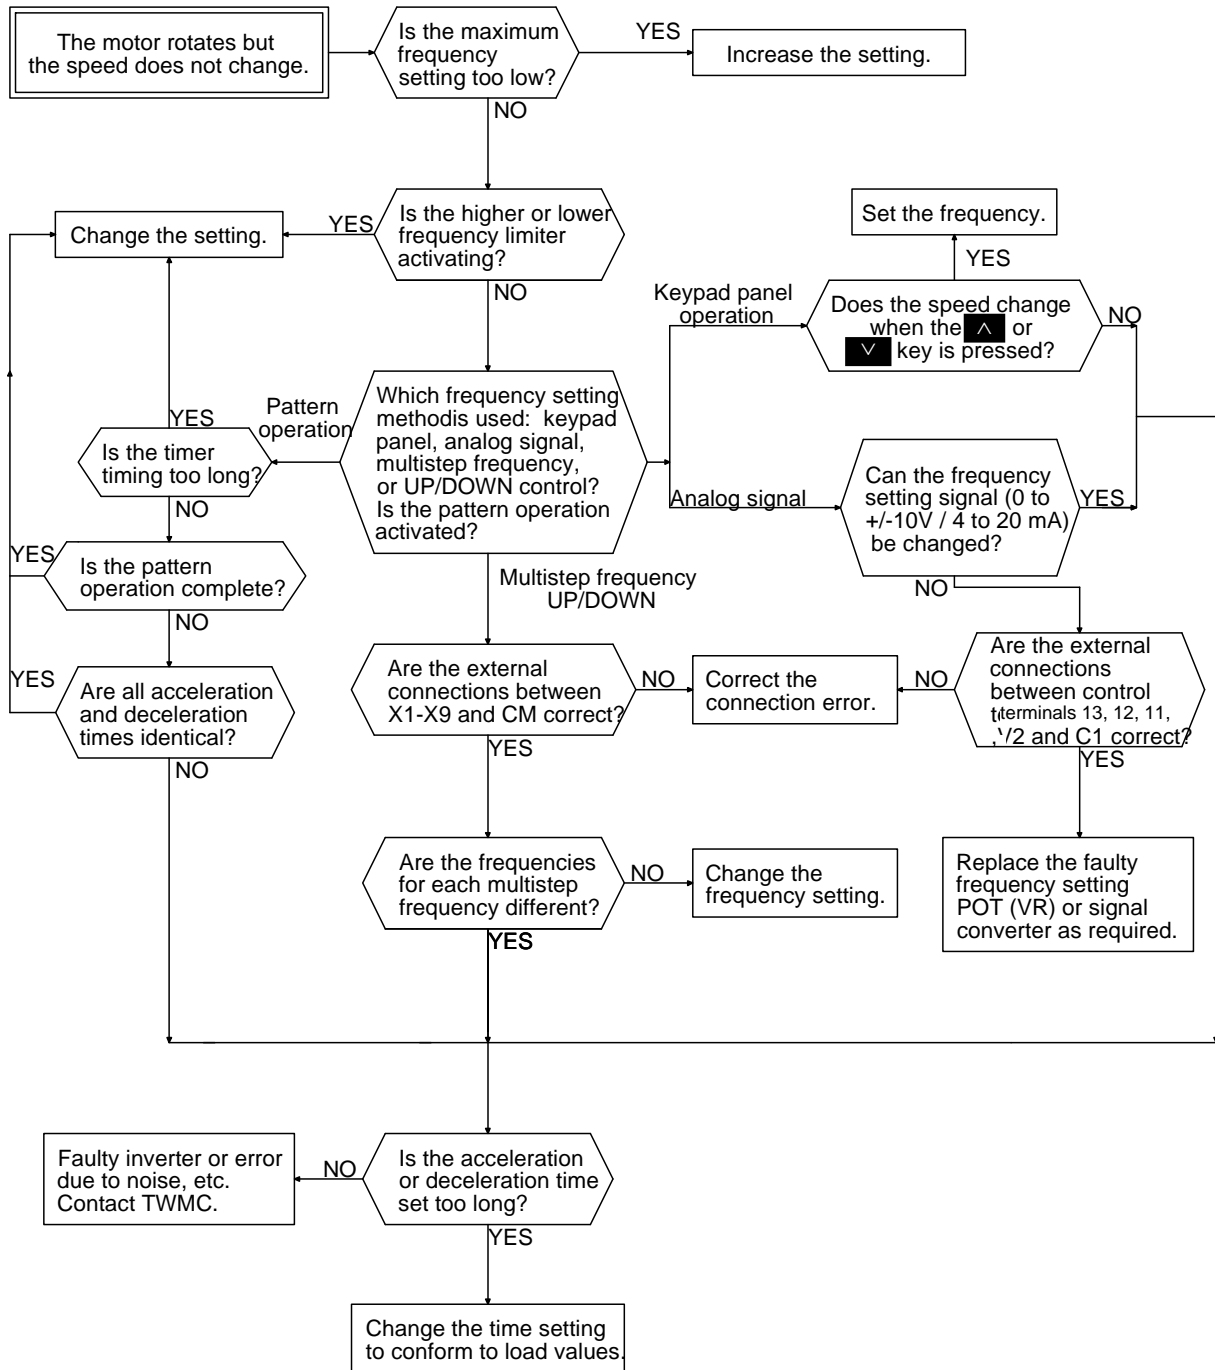 The motor rotates but
the speed does not change.
Is the maximum
frequency
setting too low?
YES
Increase the setting.
NO
Change the setting.
YES
Is the higher or lower
frequency limiter
activating?
NO
Set the frequency.
YES
Keypad panel
operation
Does the speed change
when the ∧ or
∨ key is pressed?
NO
Pattern
operation
Which frequency setting
methodis used: keypad
panel, analog signal,
multistep frequency,
or UP/DOWN control?
Is the pattern operation
activated?
YES
Is the timer
timing too long?
NO
Analog signal
Can the frequency
setting signal (0 to
+/-10V / 4 to 20 mA)
be changed?
YES
NO
YES
Is the pattern
operation complete?
NO
Multistep frequency
UP/DOWN
YES
Are all acceleration
and deceleration
times identical?
NO
Are the external
connections between
X1-X9 and CM correct?
NO
YES
Correct the
connection error.
NO
Are the external
connections
between control
terminals 13, 12, 11,
V2 and C1 correct?
YES
Are the frequencies
for each multistep
frequency different?
NO
YES
Change the
frequency setting.
Replace the faulty
frequency setting
POT (VR) or signal
converter as required.
Faulty inverter or error
due to noise, etc.
Contact TWMC.
NO
Is the acceleration
or deceleration time
set too long?
YES
Change the time setting
to conform to load values.